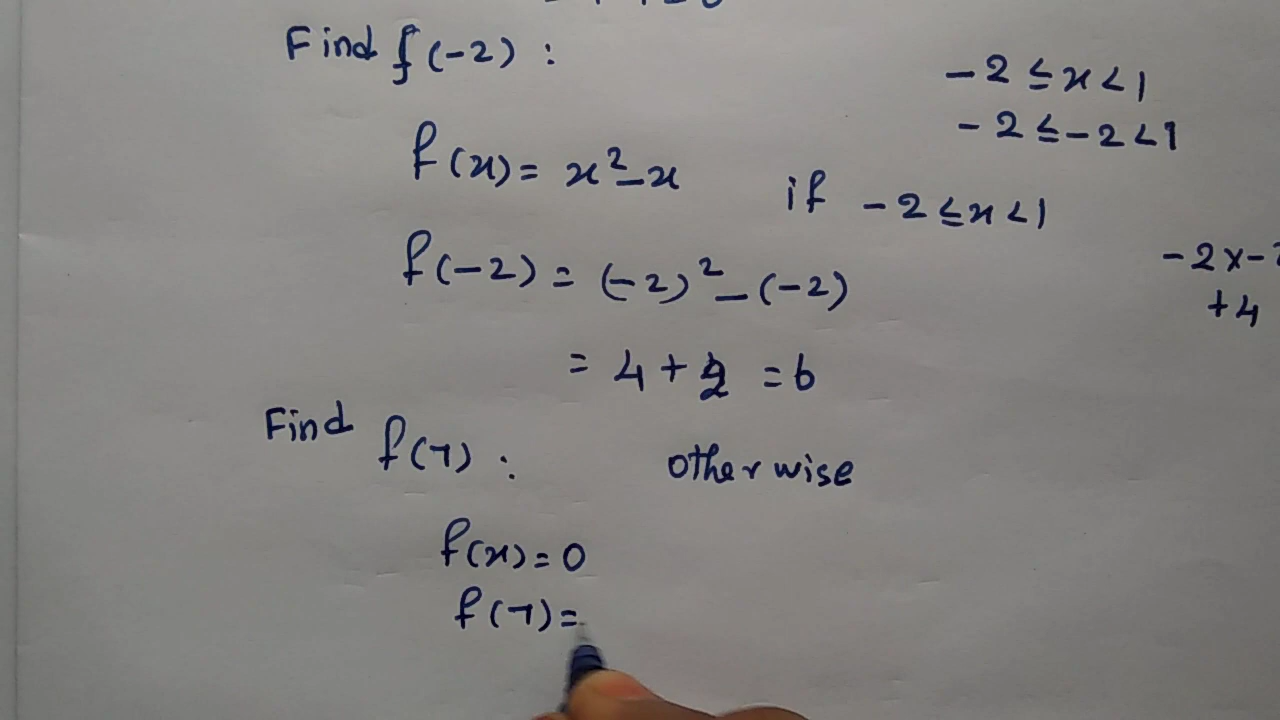 Find f(-2) :
-2 ≤ x < 1
-2 ≤ -2 < 1
f(x) = x² - x if -2 ≤ x < 1
f(-2) = (-2)² - (-2)
-2 x -
+4
= 4 + 2 = 6
Find f(7) : otherwise
f(x) = 0
f(7) =